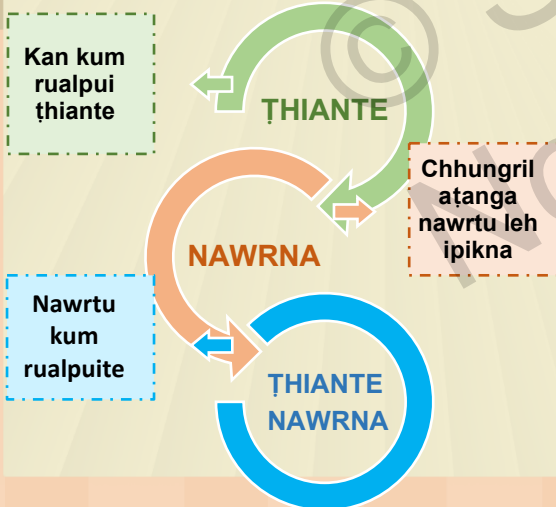 Kan kum
rualpui
ṭhiante
ṬHIANTE
Chhungril
aṭanga
nawrtu leh
ipikna
NAWRNA
Nawrtu
kum
rualpuite
ṬHIANTE
NAWRNA